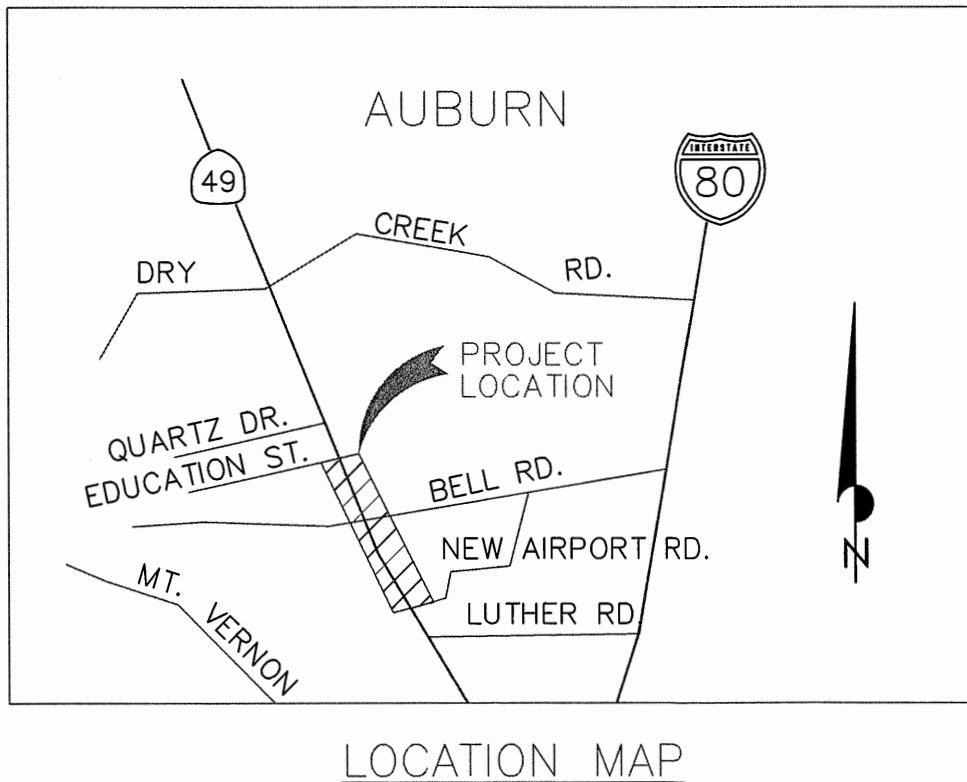 AUBURN
INTERSTATE
80
49
CREEK
DRY
RD.
PROJECT
LOCATION
QUARTZ DR.
EDUCATION ST.
BELL RD.
NEW AIRPORT RD.
MT.
VERNON
LUTHER RD
N
LOCATION MAP